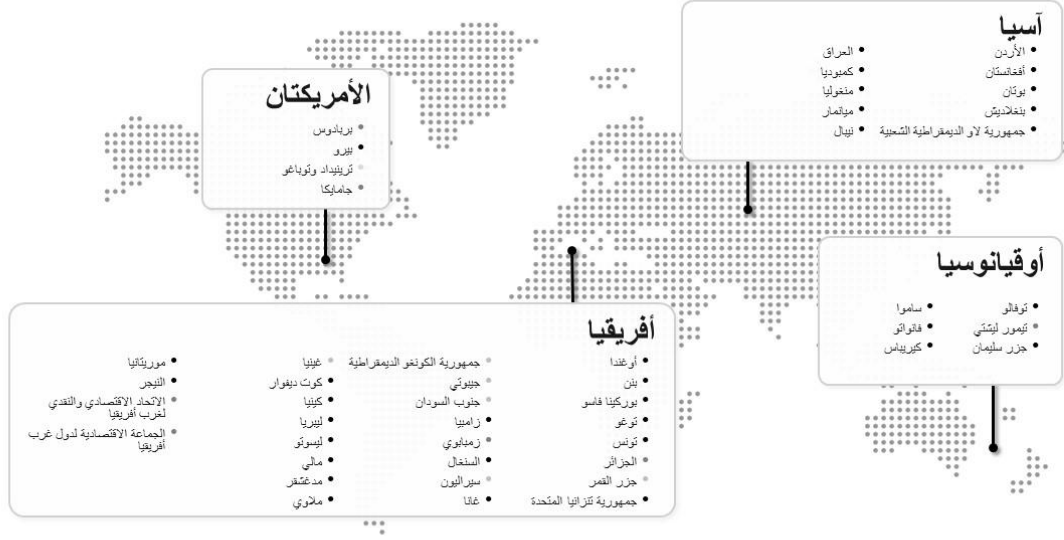 آسيا
• الأردن
• أفغانستان
• بوتان
• بنغلاديش
• جمهورية لاو الديمقراطية الشعبية
• العراق
• كمبوديا
• منغوليا
• ميانمار
• نيبال
الأمريكتان
• بربادوس
• بيرو
• ترينيداد وتوباغو
• جامايكا
أوقيانوسيا
• توفالو
• تيمور ليشتي
• جزر سليمان
• ساموا
• فانواتو
• كيريباس
أفريقيا
• أوغندا
• بنن
• بوركينا فاسو
• توغو
• تونس
• الجزائر
• جزر القمر
• جمهورية تنزانيا المتحدة
• جمهورية الكونغو الديمقراطية
• جيبوتي
• جنوب السودان
• زامبيا
• زمبابوي
• السنغال
• سيراليون
• غانا
• غينيا
• كوت ديفوار
• كينيا
• ليبريا
• ليسوتو
• مالي
• مدغشقر
• ملاوي
• موريتانيا
• النيجر
• الاتحاد الاقتصادي والنقدي
لغرب أفريقيا
• الجماعة الاقتصادية لدول غرب
أفريقيا